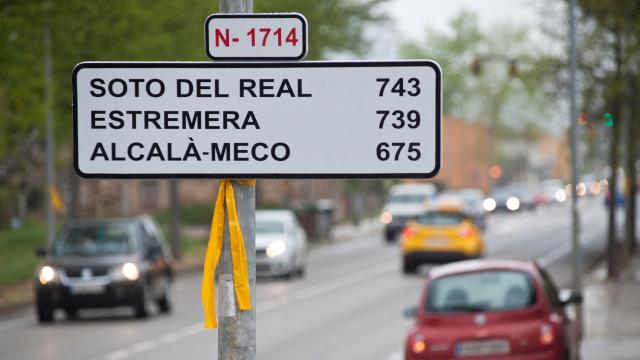 N-1714
SOTO DEL REAL 743
ESTREMERA 739
ALCALÀ-MECO 675